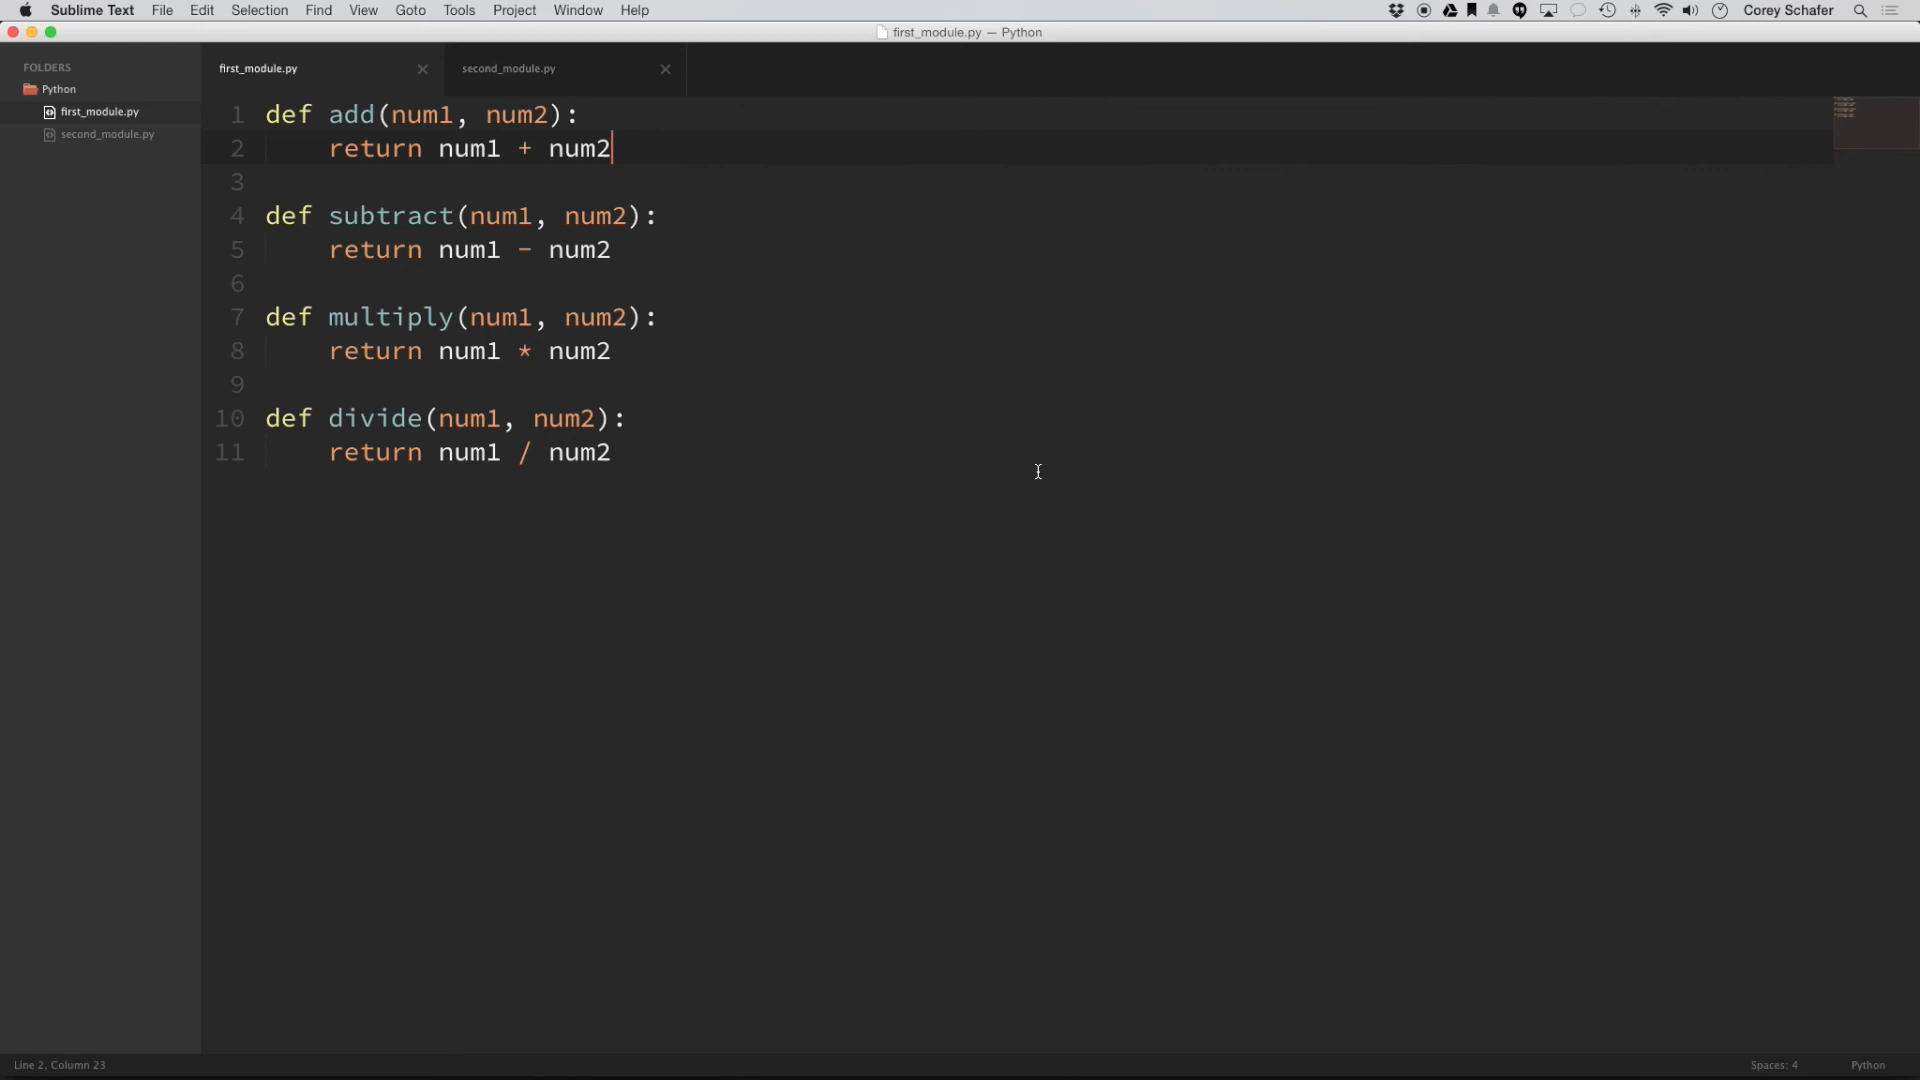 Sublime Text File Edit Selection Find View Goto Tools Project Window Help Corey Schafer
first_module.py — Python
FOLDERS
Python
first_module.py
second_module.py
first_module.py second_module.py
1 def add(num1, num2):
2     return num1 + num2
3
4 def subtract(num1, num2):
5     return num1 - num2
6
7 def multiply(num1, num2):
8     return num1 * num2
9
10 def divide(num1, num2):
11     return num1 / num2
Line 2, Column 23 Spaces: 4 Python